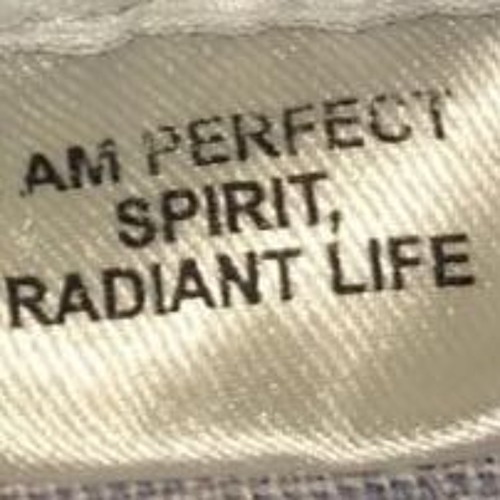 AM PERFECT
SPIRIT,
RADIANT LIFE